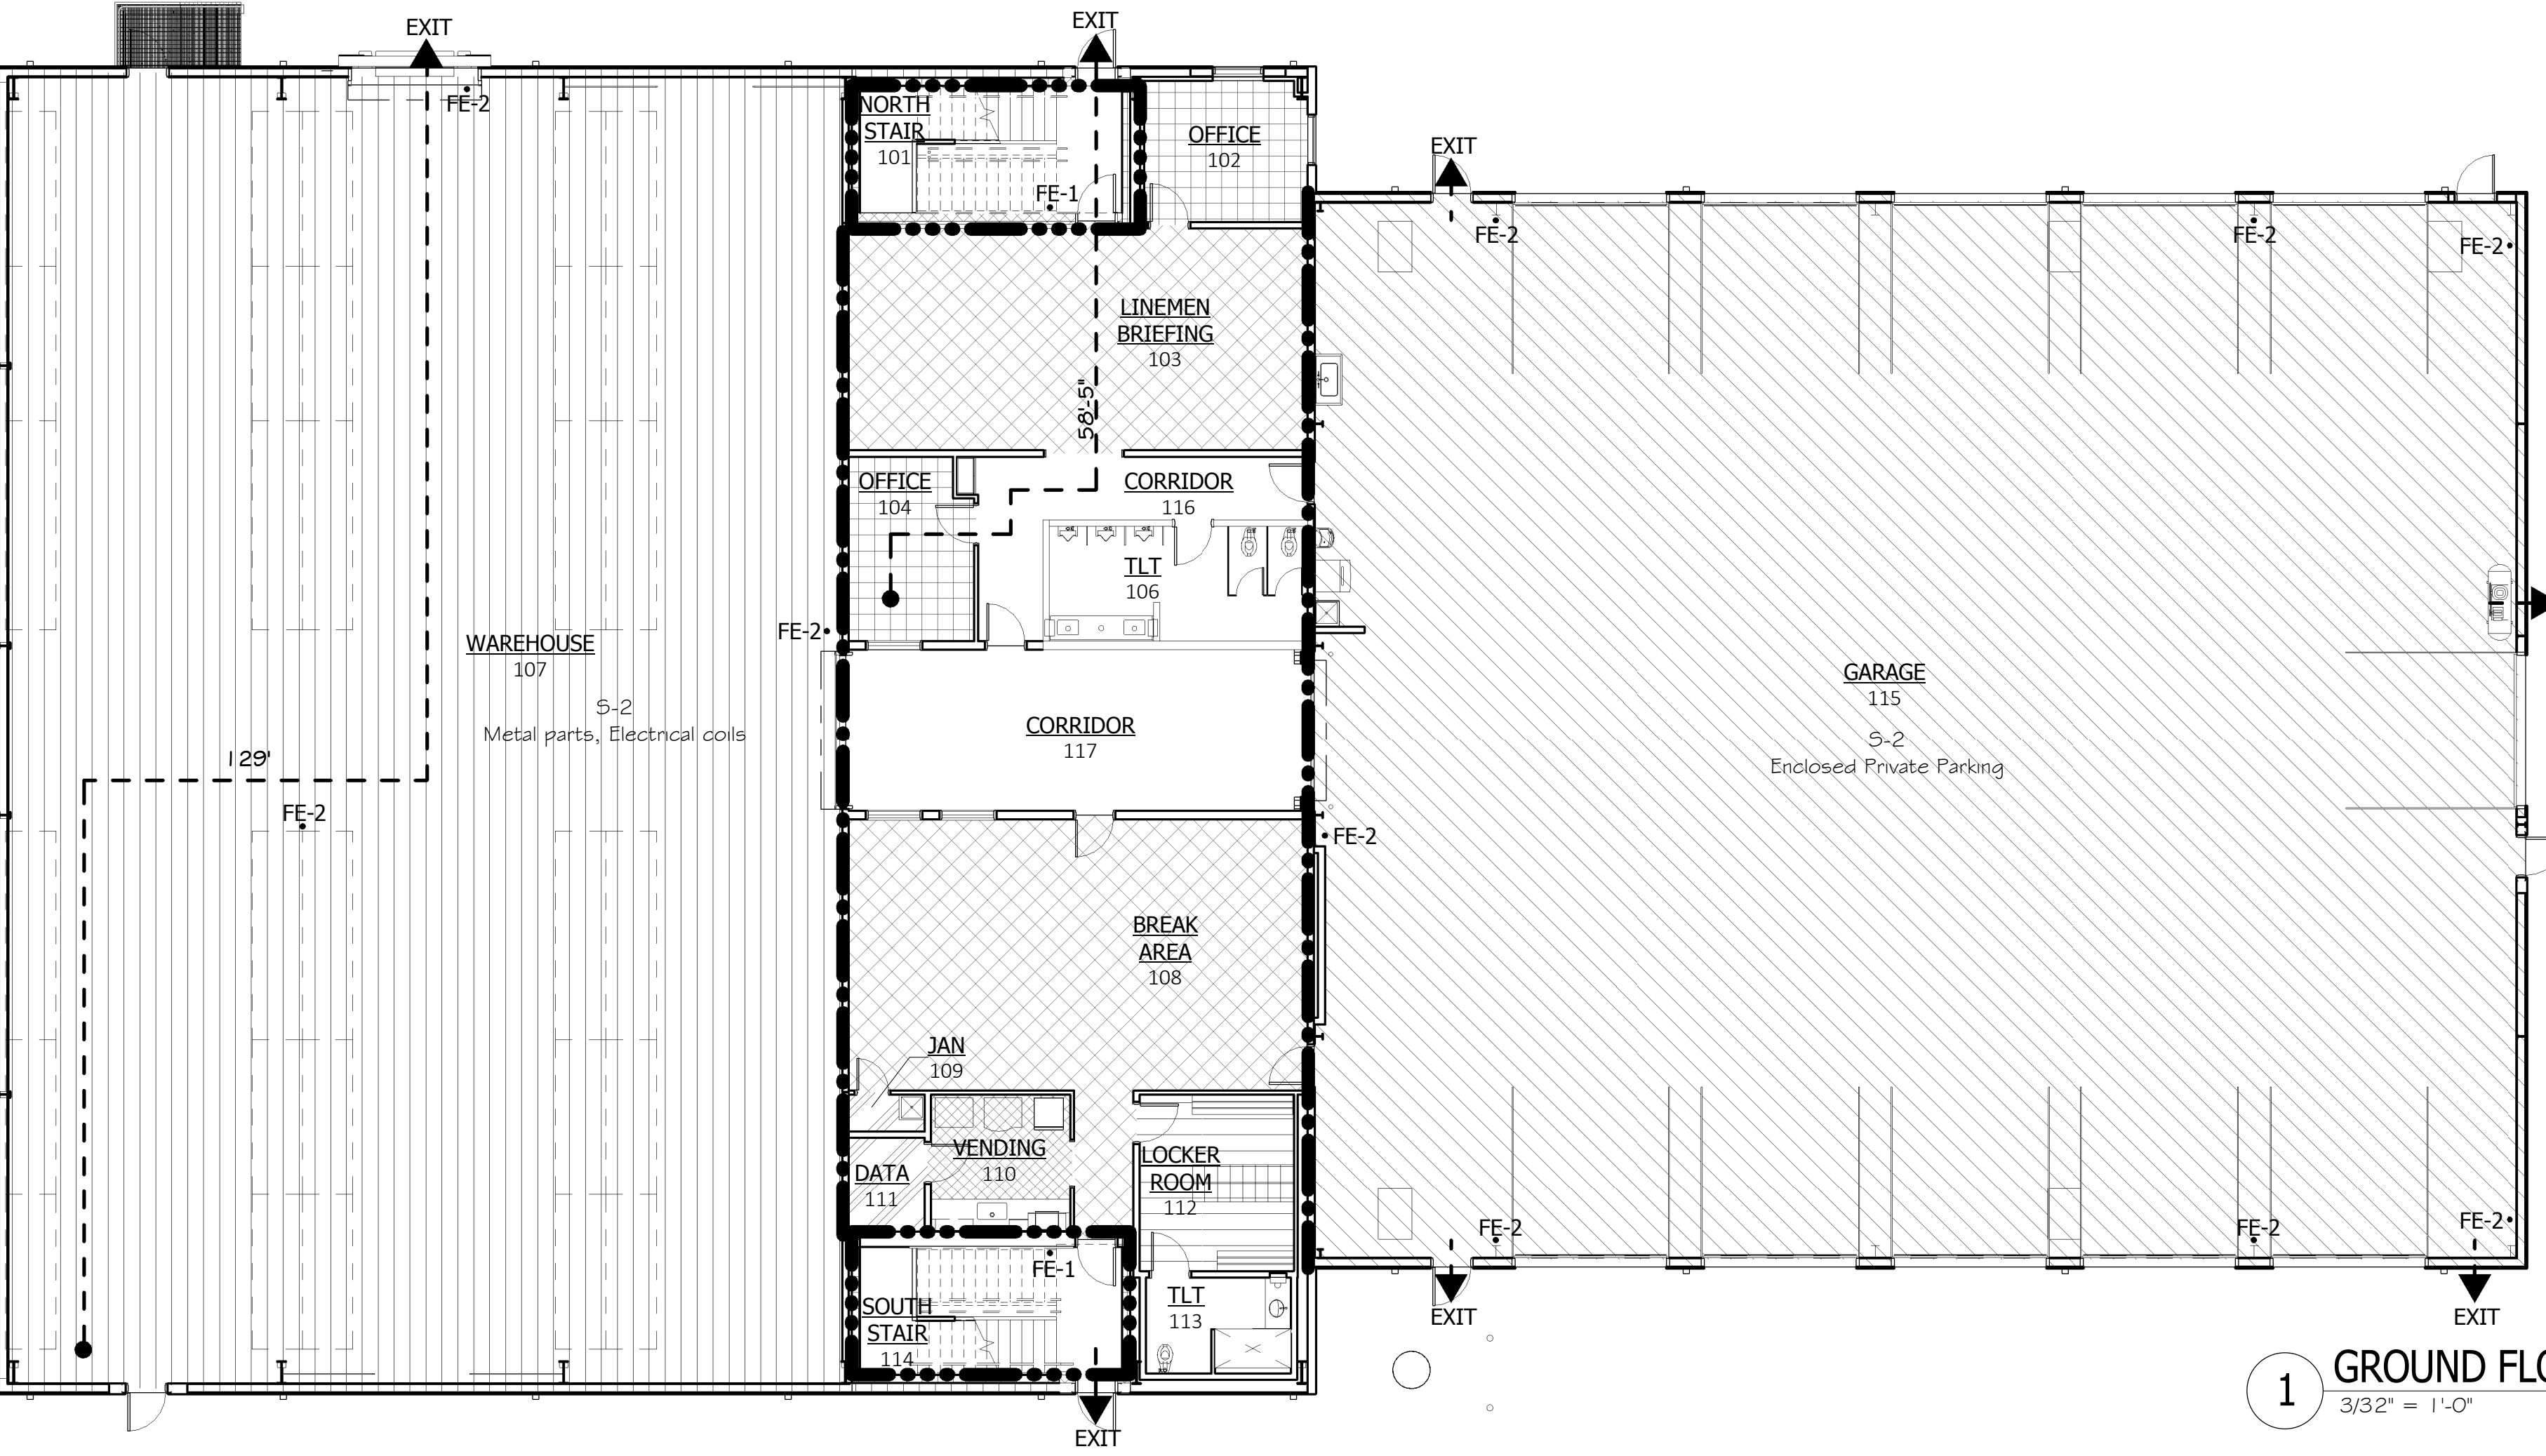 EXIT
EXIT
FE-2
NORTH
STAIR
101
FE-1
OFFICE
102
EXIT
FE-2
FE-2
FE-2
LINEMEN
BRIEFING
103
58'-5"
OFFICE
104
CORRIDOR
116
TLT
106
FE-2
WAREHOUSE
107
S-2
Metal parts, Electrical coils
129'
FE-2
CORRIDOR
117
GARAGE
115
S-2
Enclosed Private Parking
FE-2
BREAK
AREA
108
JAN
109
VENDING
110
DATA
111
LOCKER
ROOM
112
FE-1
SOUTH
STAIR
114
TLT
113
EXIT
FE-2
FE-2
FE-2
EXIT
EXIT
1
GROUND FLO
3/32" = 1'-0"